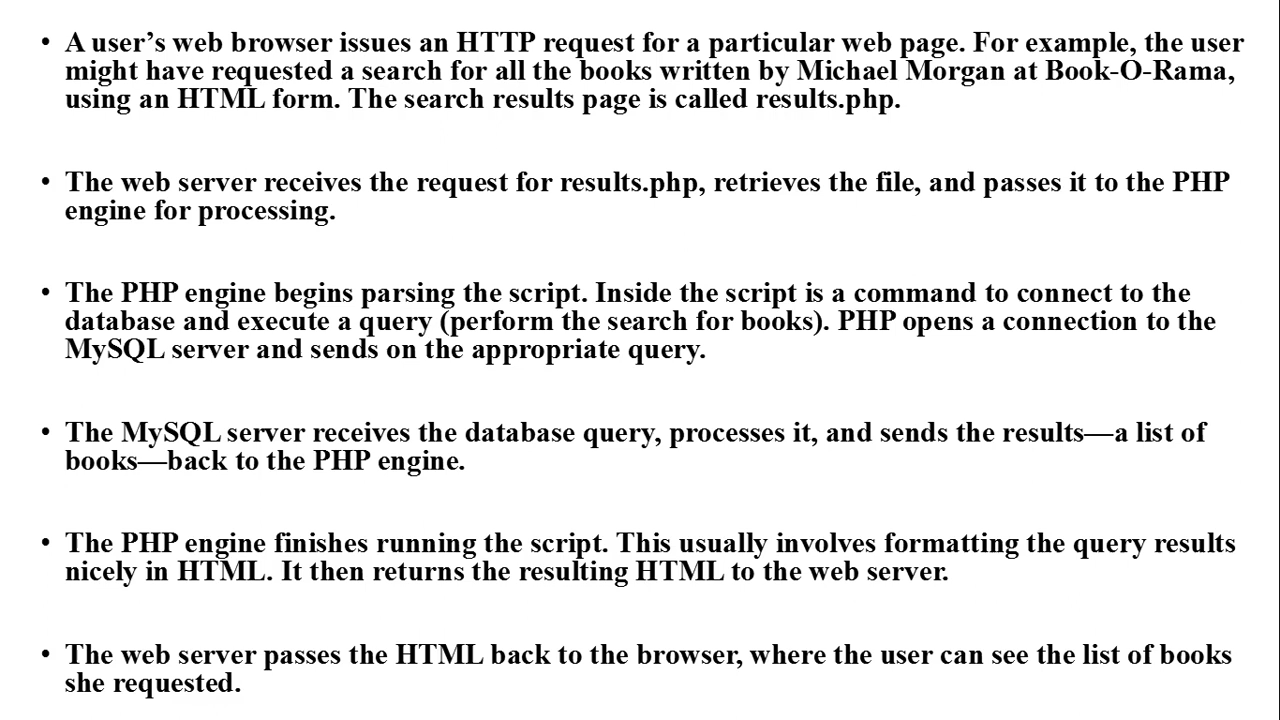 • A user’s web browser issues an HTTP request for a particular web page. For example, the user
might have requested a search for all the books written by Michael Morgan at Book-O-Rama,
using an HTML form. The search results page is called results.php.
• The web server receives the request for results.php, retrieves the file, and passes it to the PHP
engine for processing.
• The PHP engine begins parsing the script. Inside the script is a command to connect to the
database and execute a query (perform the search for books). PHP opens a connection to the
MySQL server and sends on the appropriate query.
• The MySQL server receives the database query, processes it, and sends the results—a list of
books—back to the PHP engine.
• The PHP engine finishes running the script. This usually involves formatting the query results
nicely in HTML. It then returns the resulting HTML to the web server.
• The web server passes the HTML back to the browser, where the user can see the list of books
she requested.